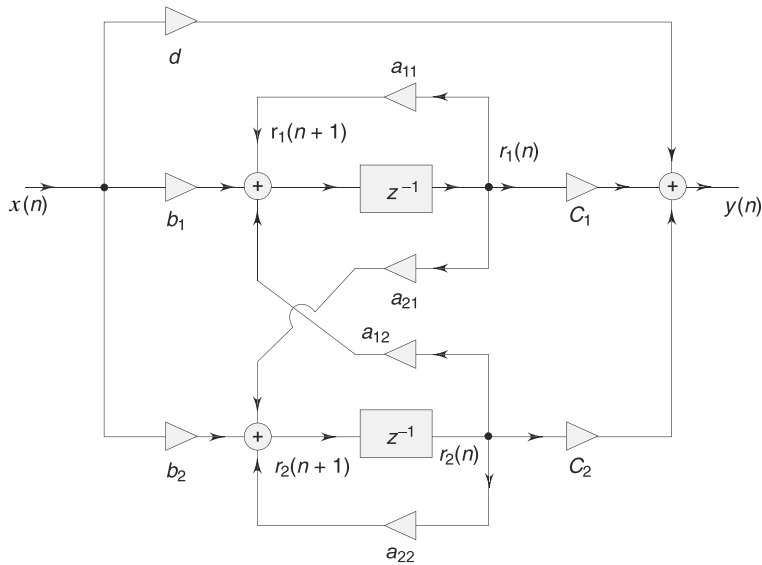 d
a₁₁
r₁(n + 1)
r₁(n)
x(n)
b₁
+
z⁻¹
C₁
+
y(n)
a₂₁
a₁₂
b₂
+
r₂(n + 1)
z⁻¹
r₂(n)
C₂
a₂₂